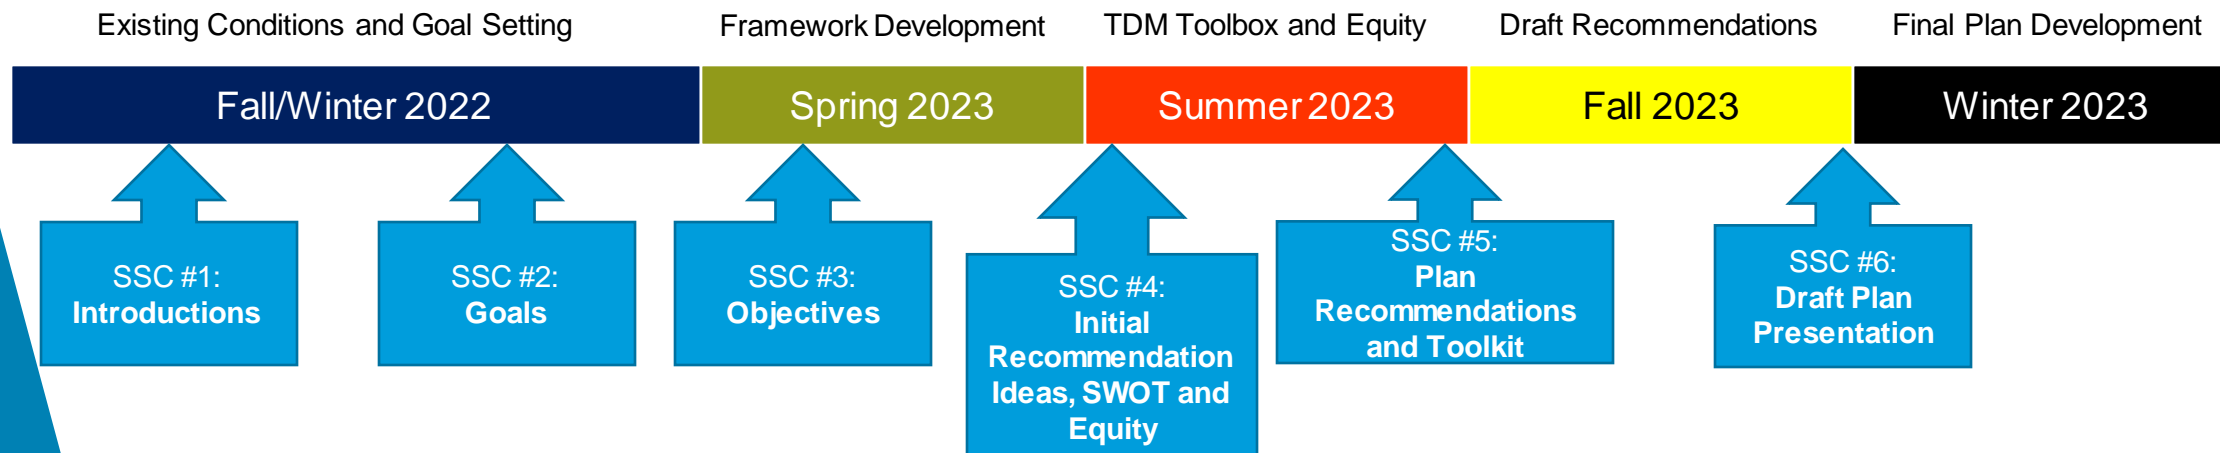 Existing Conditions and Goal Setting
Framework Development
TDM Toolbox and Equity
Draft Recommendations
Final Plan Development
Fall/Winter 2022
Spring 2023
Summer 2023
Fall 2023
Winter 2023
SSC #1:
Introductions
SSC #2:
Goals
SSC #3:
Objectives
SSC #4:
Initial
Recommendation
Ideas, SWOT and
Equity
SSC #5:
Plan
Recommendations
and Toolkit
SSC #6:
Draft Plan
Presentation